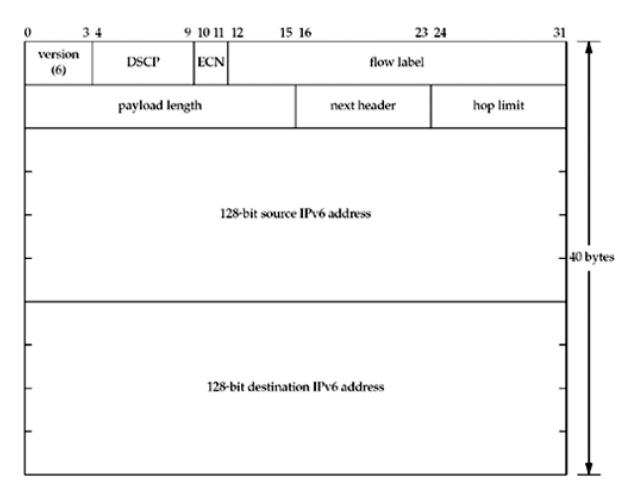 0 3 4 9 10 11 12 15 16 23 24 31
version
(6)
DSCP
ECN
flow label
payload length
next header
hop limit
128-bit source IPv6 address
40 bytes
128-bit destination IPv6 address